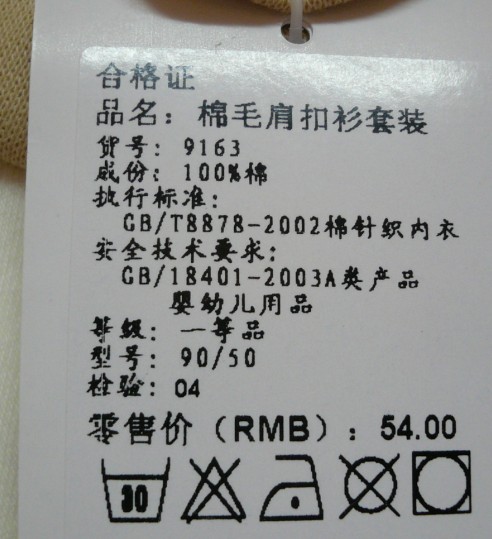 合格证
品名：棉毛肩扣衫套装
货号：9163
成份：100%棉
执行标准：
GB/T8878-2002棉针织内衣
安全技术要求：
GB/18401-2003A类产品
婴幼儿用品
等级：一等品
型号：90/50
检验：04
零售价（RMB）：54.00
30